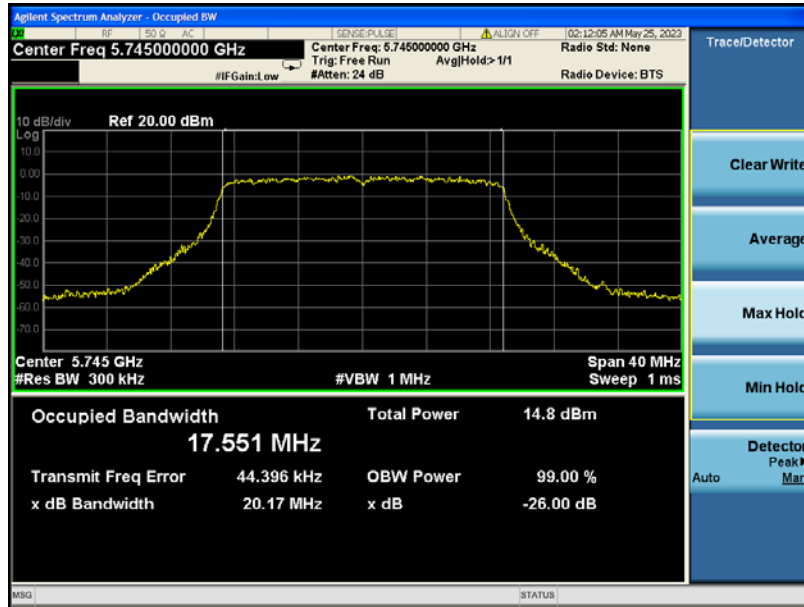 Agilent Spectrum Analyzer - Occupied BW
LXI RF 50 Ω AC SENSE:PULSE ALIGN OFF 02:12:05 AM May 25, 2023
Center Freq 5.745000000 GHz
Center Freq: 5.745000000 GHz
Radio Std: None
Trig: Free Run Avg|Hold:> 1/1
#IFGain:Low #Atten: 24 dB Radio Device: BTS
10 dB/div Ref 20.00 dBm
Log
10.0
0.00
-10.0
-20.0
-30.0
-40.0
-50.0
-60.0
-70.0
Center 5.745 GHz Span 40 MHz
#Res BW 300 kHz #VBW 1 MHz Sweep 1 ms
Occupied Bandwidth Total Power 14.8 dBm
17.551 MHz
Transmit Freq Error 44.396 kHz OBW Power 99.00 %
x dB Bandwidth 20.17 MHz x dB -26.00 dB
Trace/Detector
Clear Write
Average
Max Hold
Min Hold
Detector
Peak
Auto Man
MSG STATUS